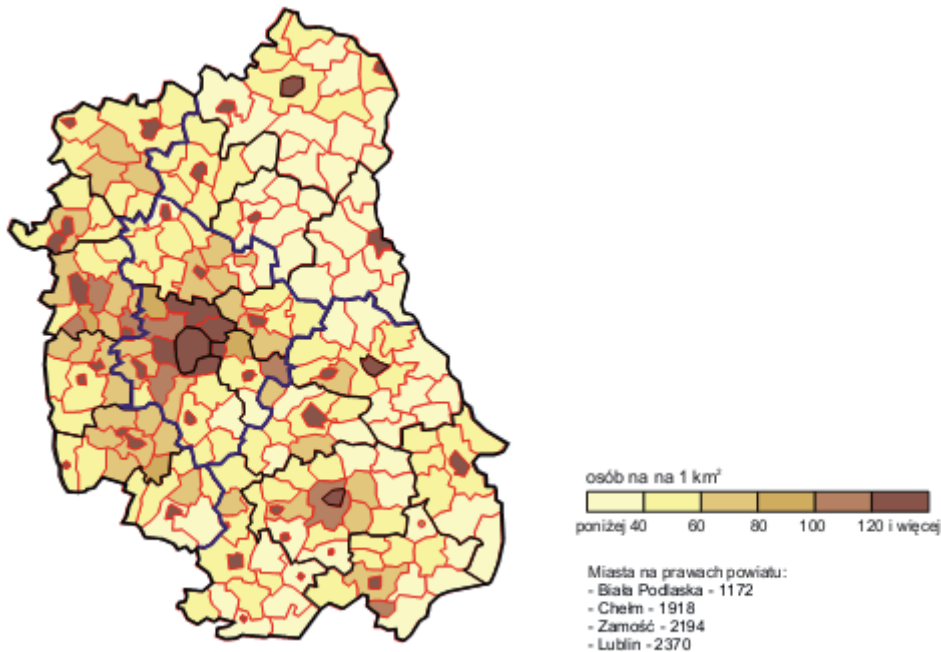 osób na na 1 km²
poniżej 40 60 80 100 120 i więcej
Miasta na prawach powiatu:
- Biała Podlaska - 1172
- Chełm - 1918
- Zamość - 2194
- Lublin - 2370